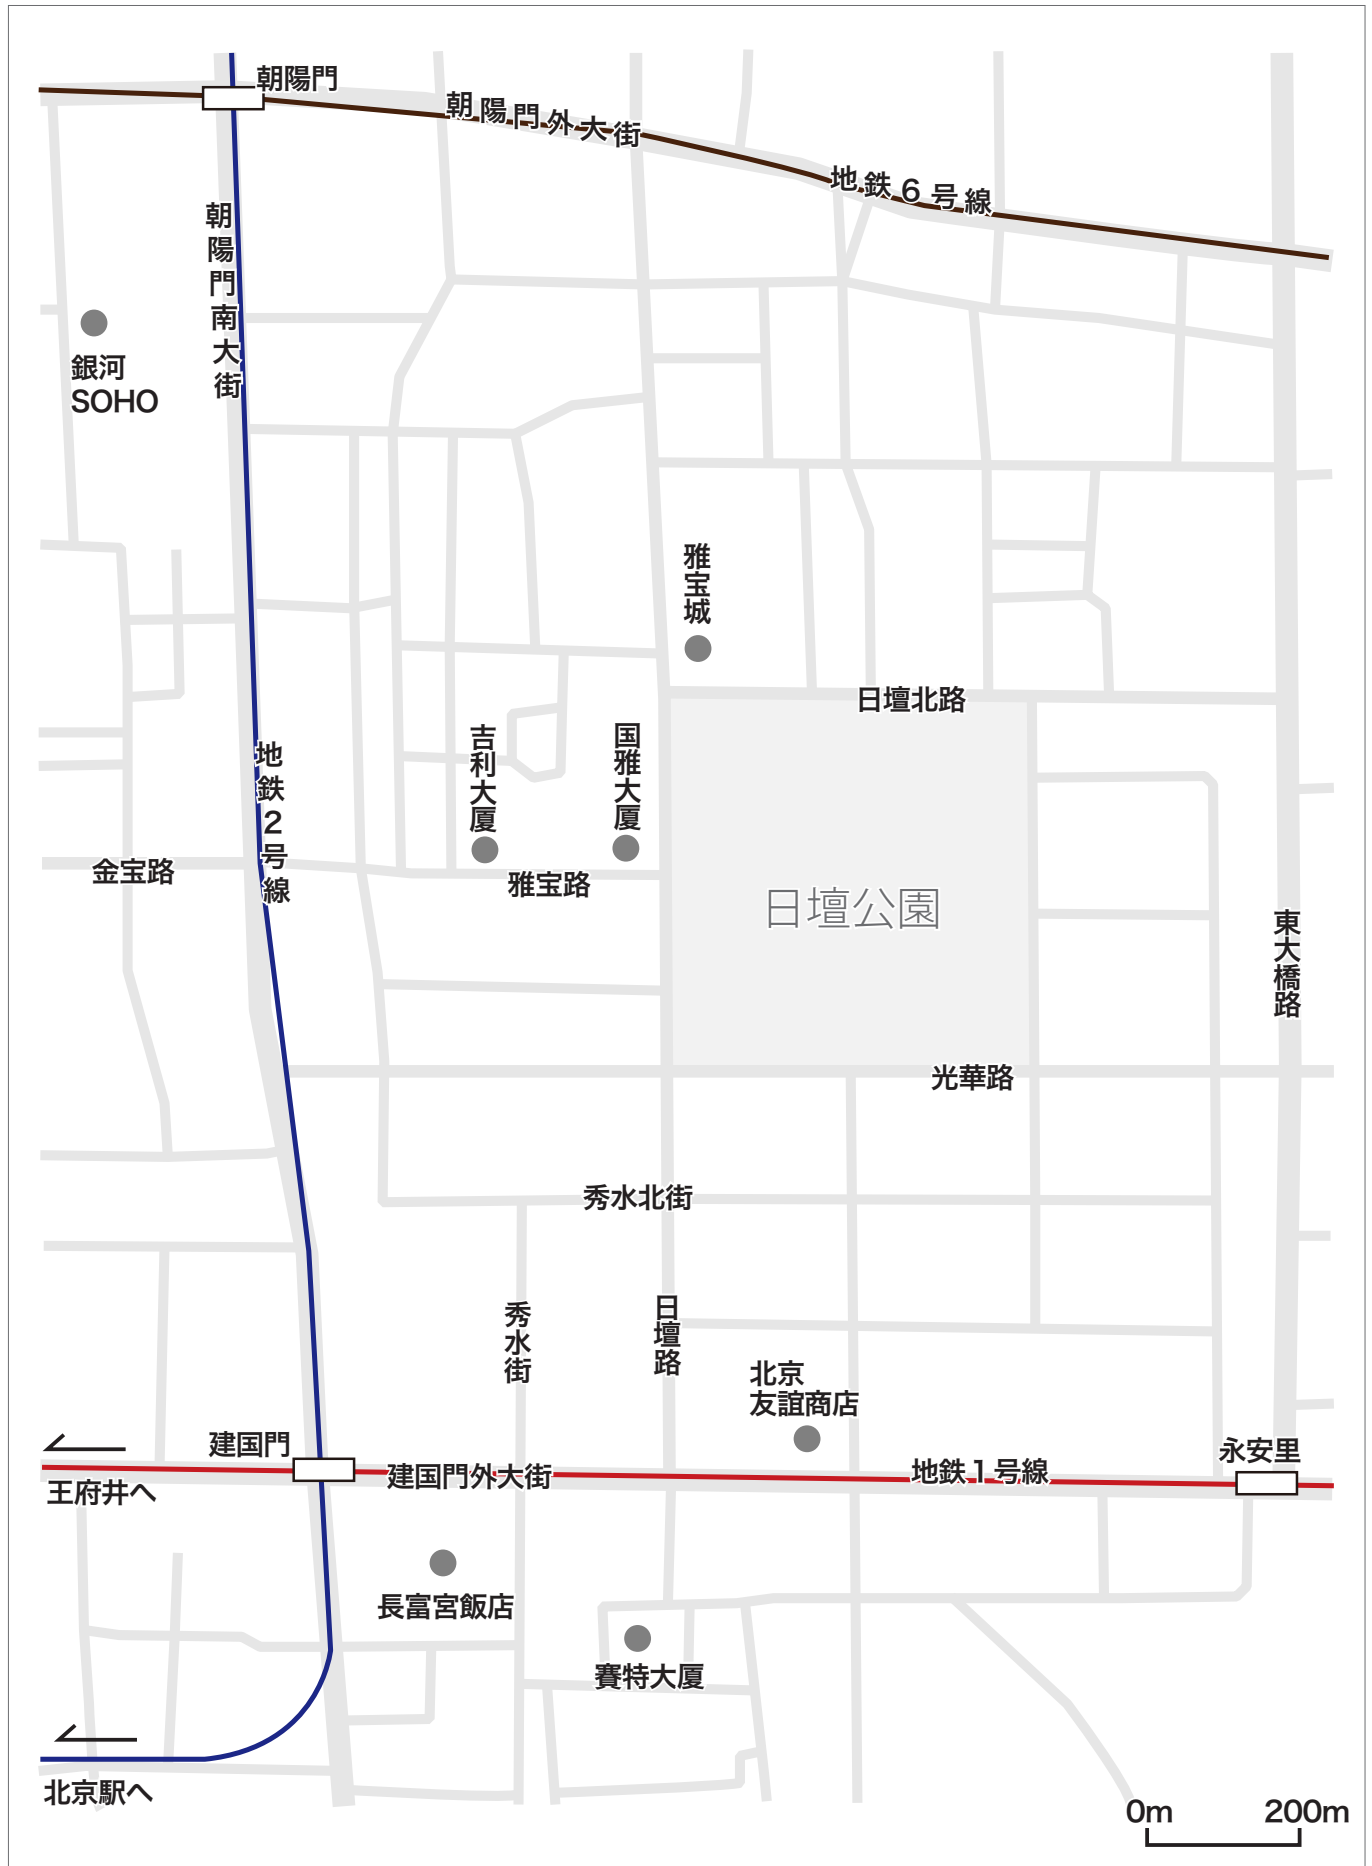 朝陽門
朝陽門外大街
地鉄6号線
朝陽門南大街
銀河
SOHO
雅宝城
日壇北路
吉利大厦
国雅大厦
地鉄2号線
金宝路
雅宝路
日壇公園
東大橋路
光華路
秀水北街
秀水街
日壇路
北京
友誼商店
建国門
建国門外大街
地鉄1号線
永安里
王府井へ
長富宮飯店
賽特大厦
北京駅へ
0m 200m